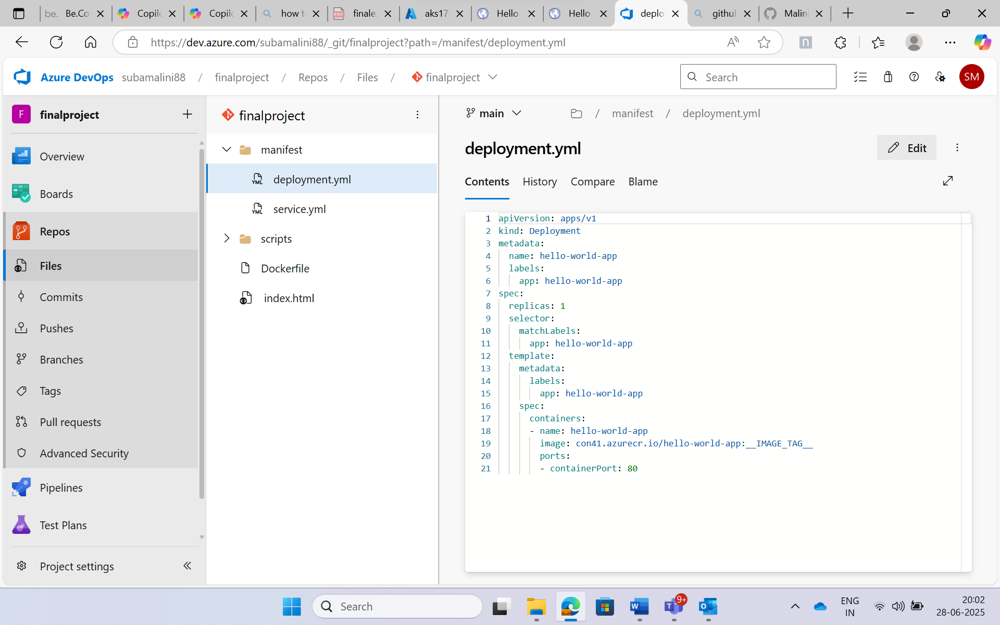 be. Be.Co
Copilo
Copilo
how t
finale.
aks17
Hello
Hello
deplo
githu
Malin
https://dev.azure.com/subamalini88/_git/finalproject?path=/manifest/deployment.yml
Azure DevOps subamalini88 / finalproject / Repos / Files / finalproject
Search
SM
F finalproject
Overview
Boards
Repos
Files
Commits
Pushes
Branches
Tags
Pull requests
Advanced Security
Pipelines
Test Plans
Project settings
finalproject
manifest
YML deployment.yml
YML service.yml
scripts
Dockerfile
index.html
main
/ manifest / deployment.yml
deployment.yml
Edit
Contents History Compare Blame
1 apiVersion: apps/v1
2 kind: Deployment
3 metadata:
4 name: hello-world-app
5 labels:
6 app: hello-world-app
7 spec:
8 replicas: 1
9 selector:
10 matchLabels:
11 app: hello-world-app
12 template:
13 metadata:
14 labels:
15 app: hello-world-app
16 spec:
17 containers:
18 - name: hello-world-app
19 image: con41.azurecr.io/hello-world-app:__IMAGE_TAG__
20 ports:
21 - containerPort: 80
Search
9+
ENG
IN
20:02
28-06-2025